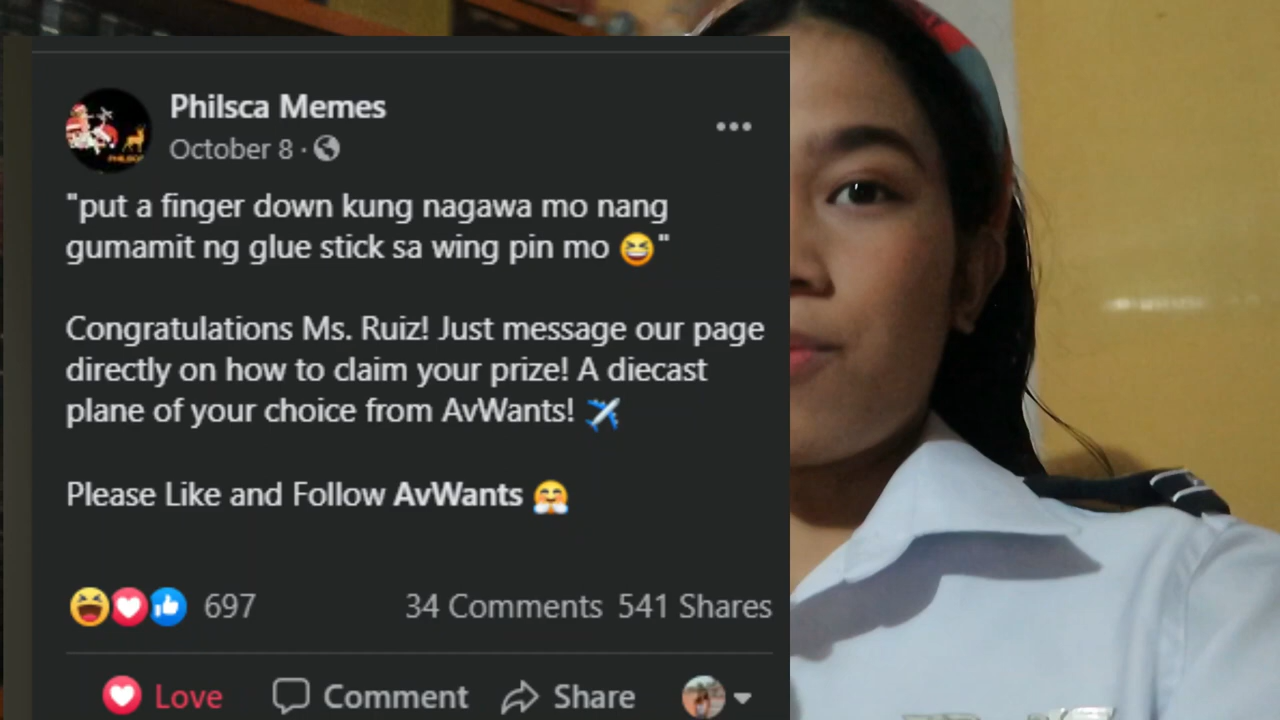 Philsca Memes
October 8 ·
"put a finger down kung nagawa mo nang
gumamit ng glue stick sa wing pin mo 😆"
Congratulations Ms. Ruiz! Just message our page
directly on how to claim your prize! A diecast
plane of your choice from AvWants! ✈️
Please Like and Follow AvWants 🤗
697 34 Comments 541 Shares
Love Comment Share